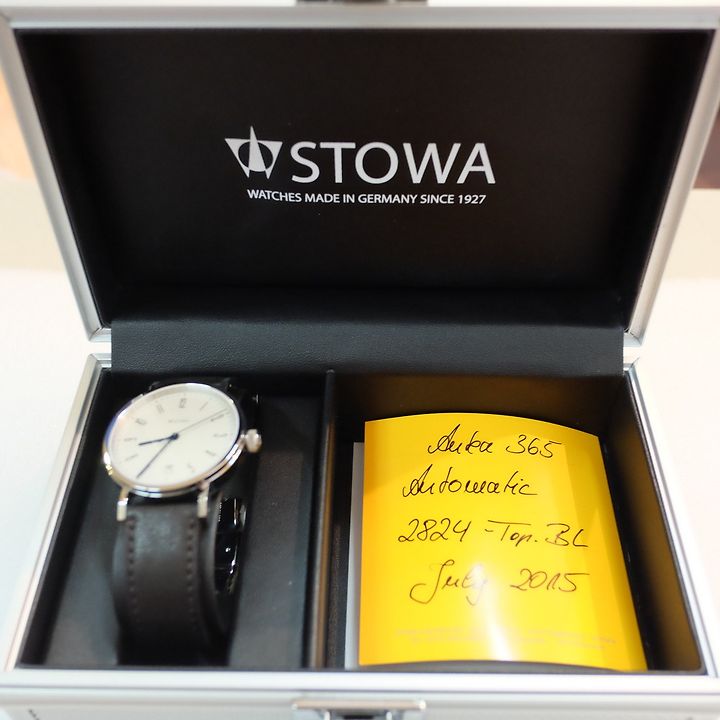 STOWA
WATCHES MADE IN GERMANY SINCE 1927
Antea 365
Automatic
2824 -Top. BL
July 2015